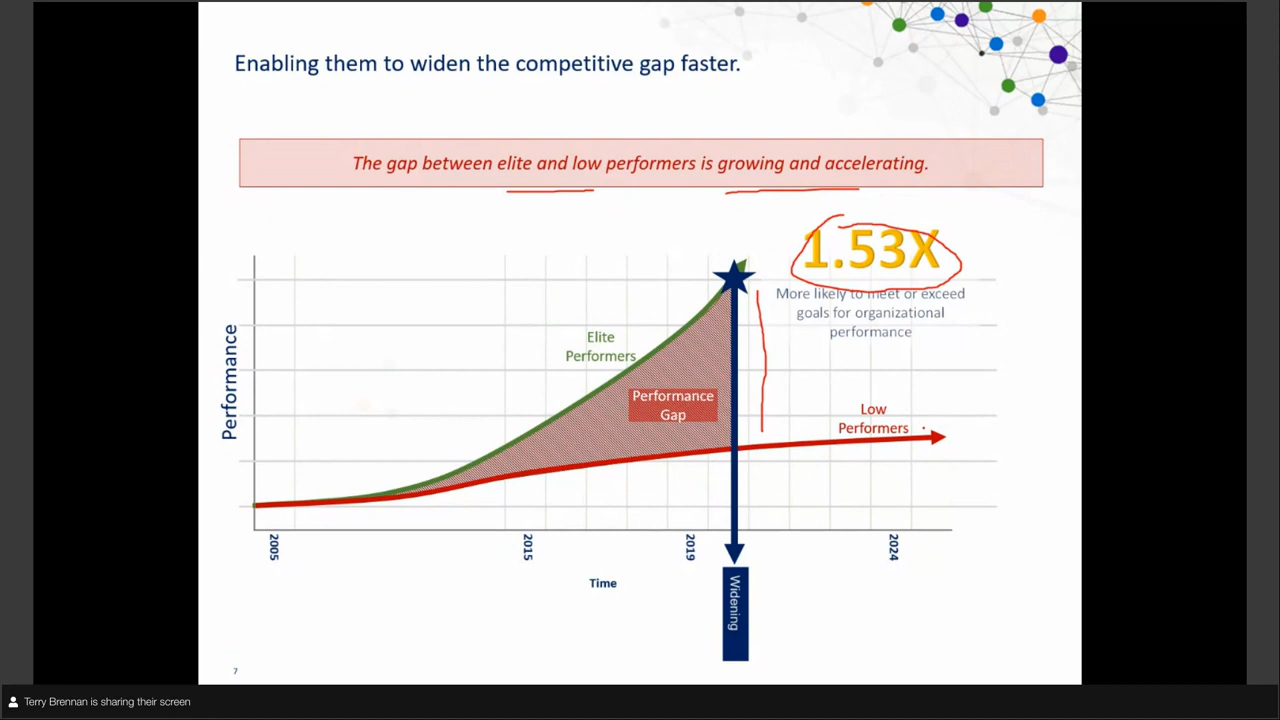 Enabling them to widen the competitive gap faster.
The gap between elite and low performers is growing and accelerating.
1.53X
More likely to meet or exceed
goals for organizational
performance
Elite
Performers
Performance
Gap
Low
Performers
Performance
2005
2015
2019
2024
Time
Widening
7
Terry Brennan is sharing their screen